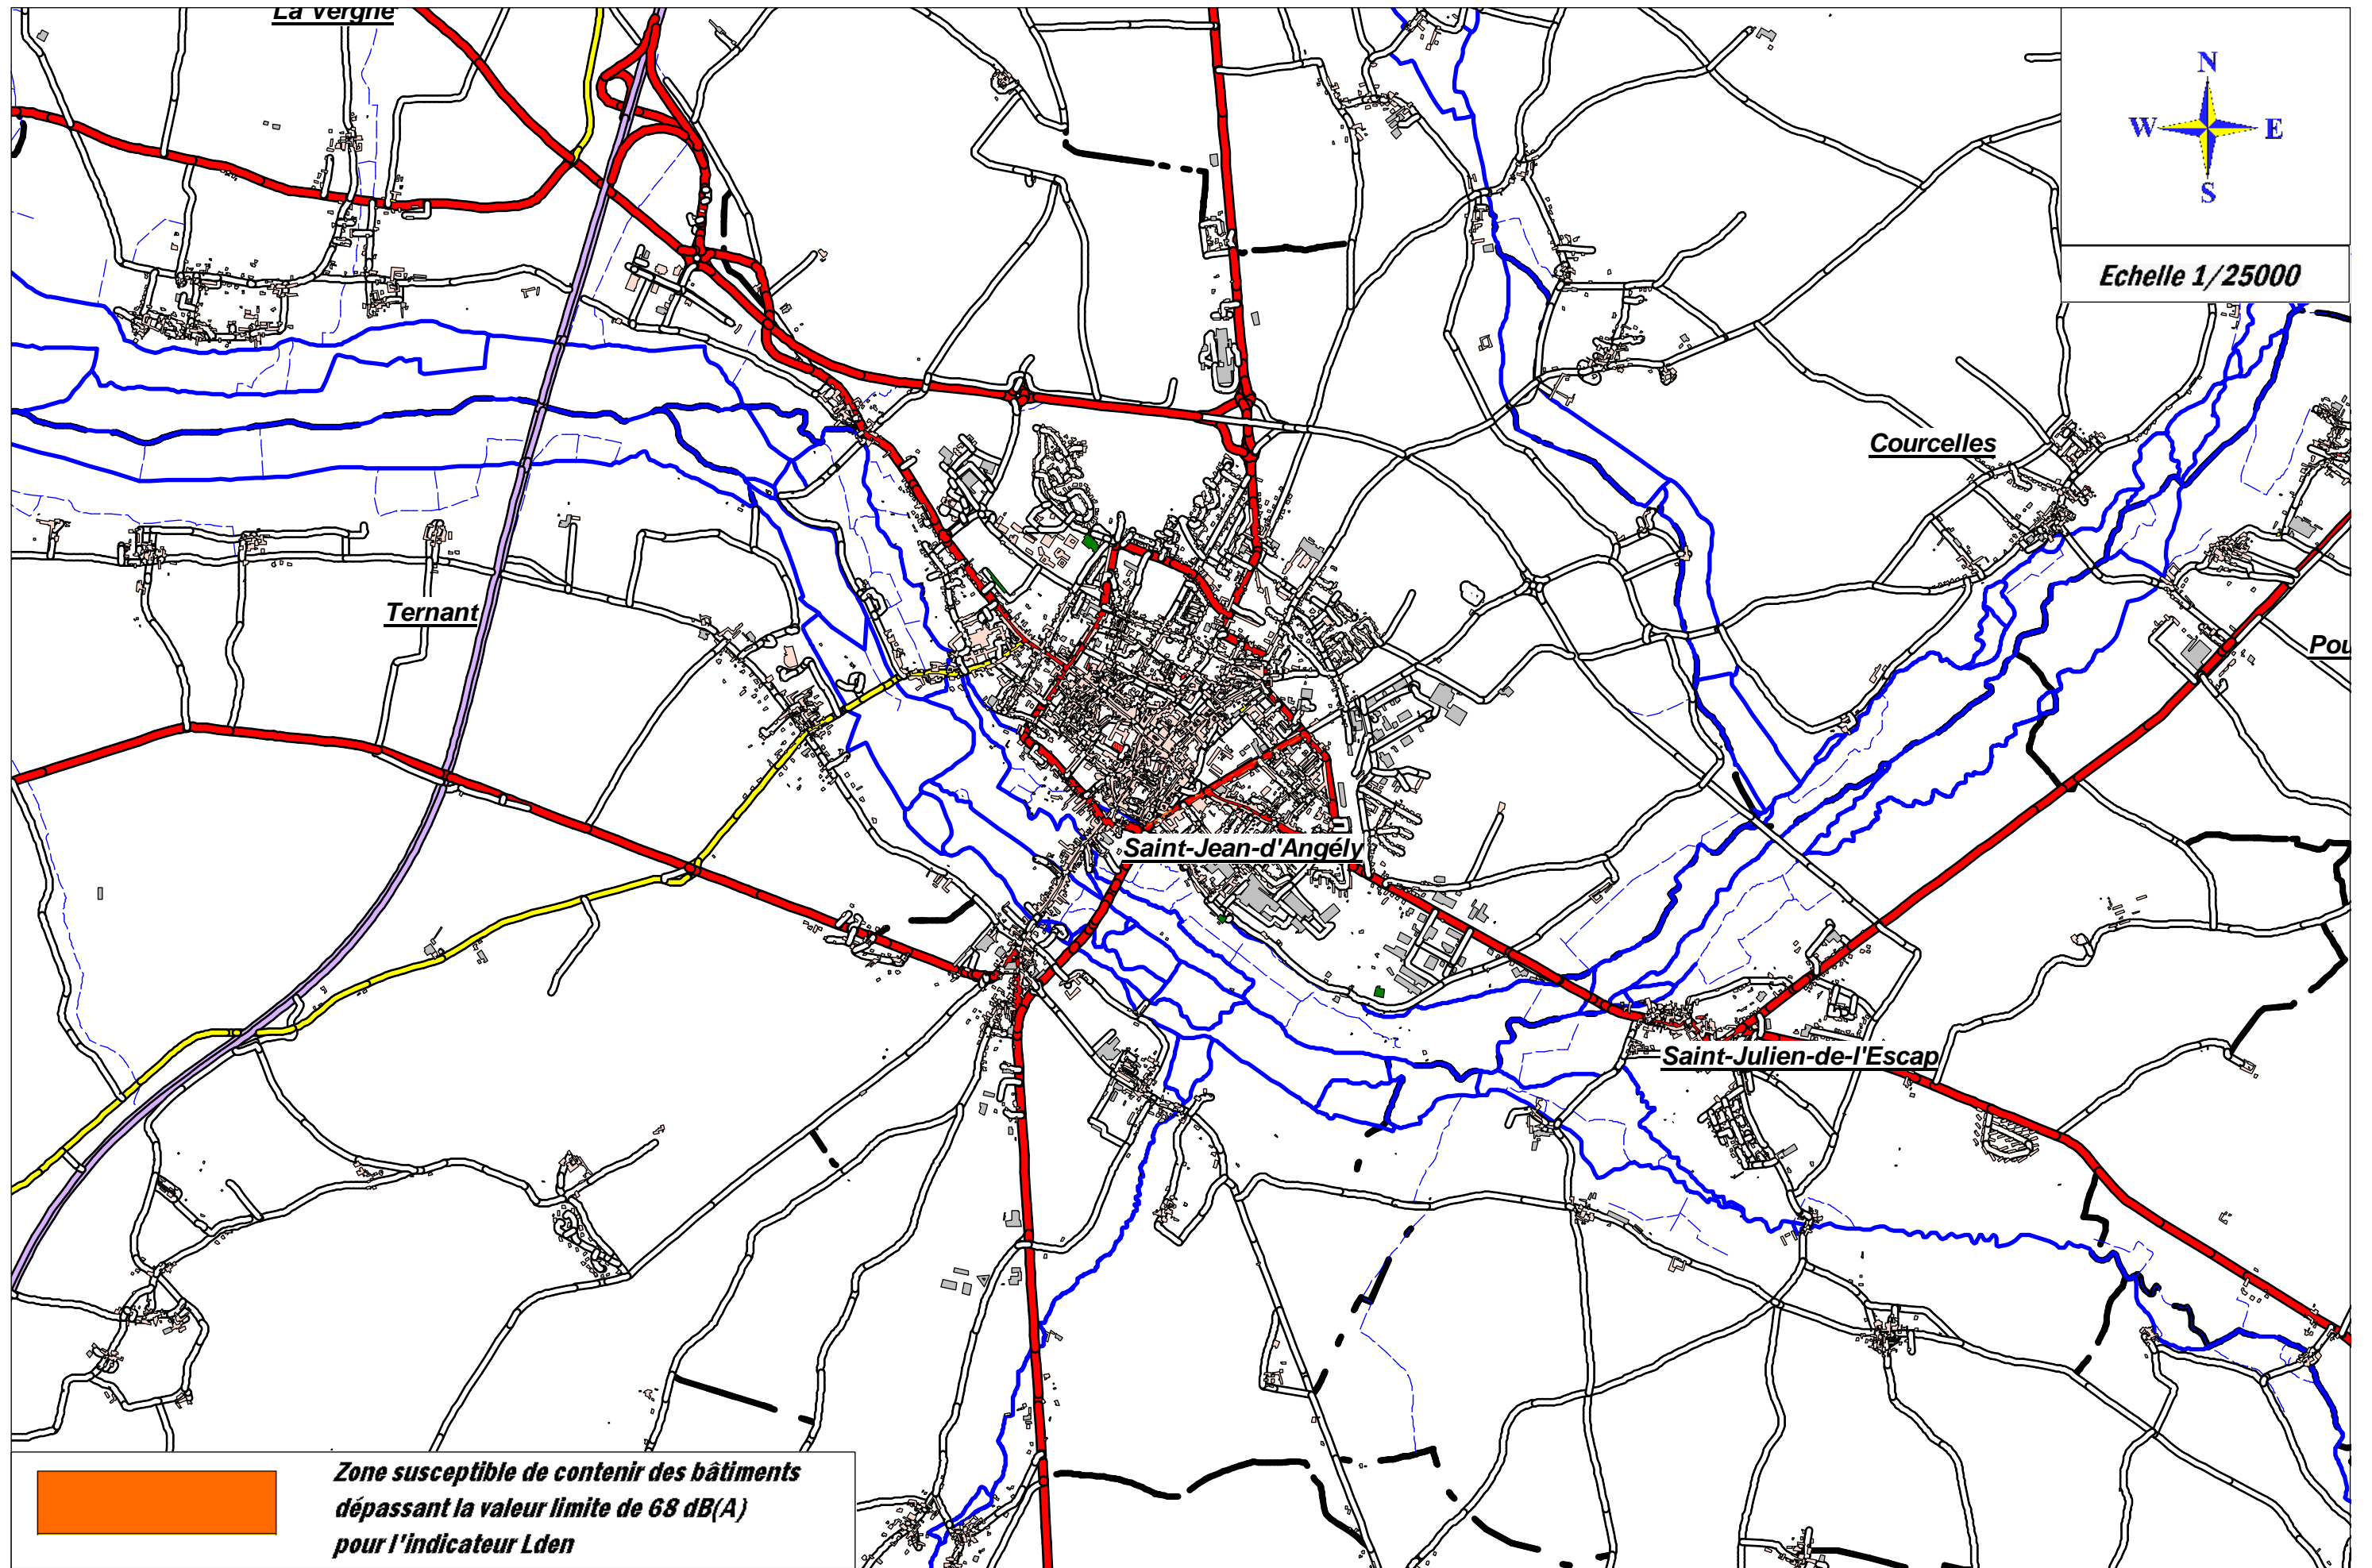 La Vergne
N
W
E
S
Echelle 1/25000
Courcelles
Ternant
Pou
Saint-Jean-d'Angély
Saint-Julien-de-l'Escap
Zone susceptible de contenir des bâtiments
dépassant la valeur limite de 68 dB(A)
pour l'indicateur Lden